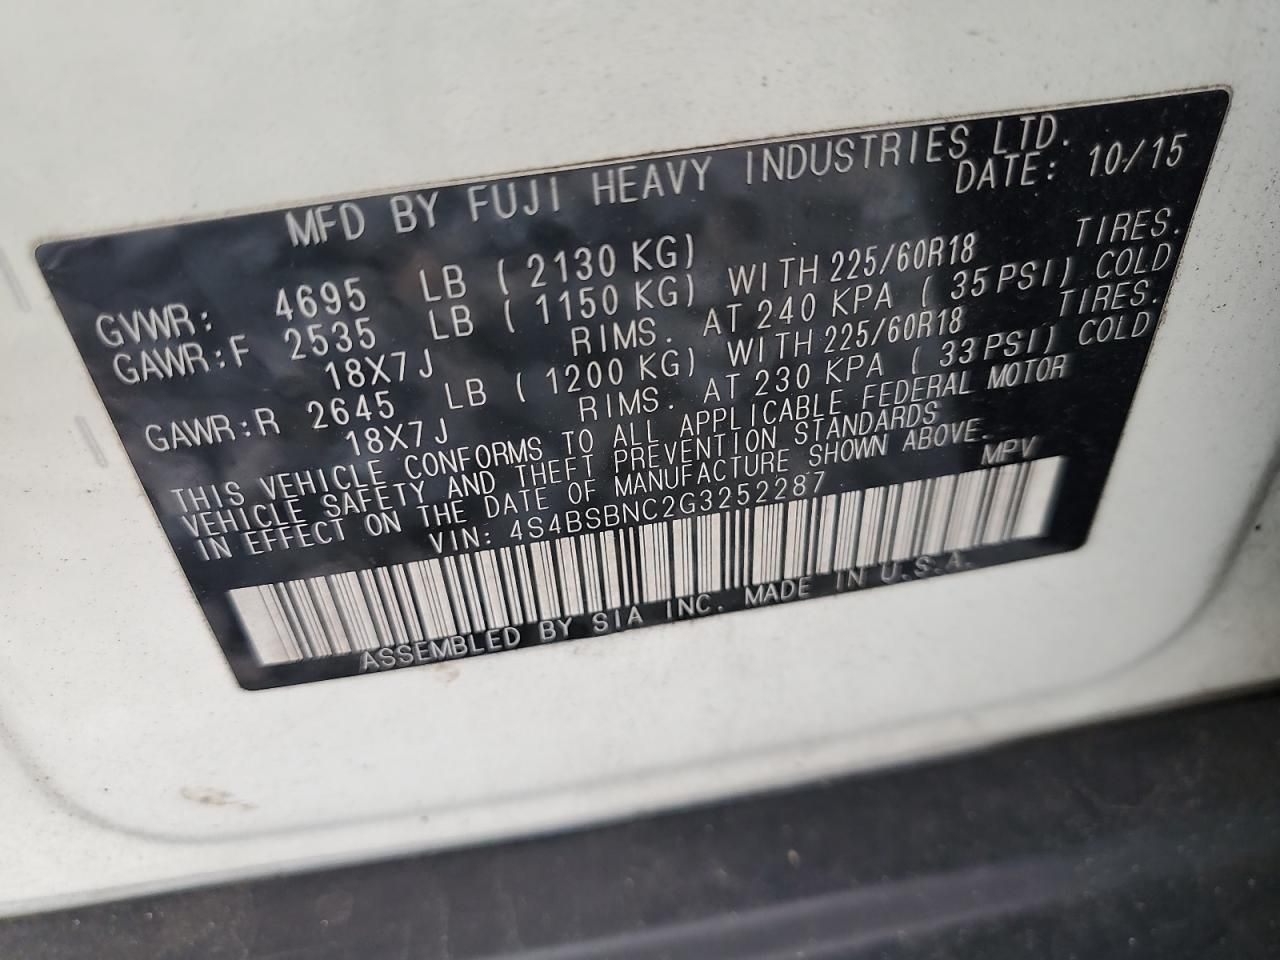 MFD BY FUJI HEAVY INDUSTRIES LTD.
DATE: 10/15
GVWR: 4695 LB ( 2130 KG)
GAWR:F 2535 LB ( 1150 KG) WITH 225/60R18 TIRES.
18X7J RIMS. AT 240 KPA ( 35 PSI) COLD
GAWR:R 2645 LB ( 1200 KG) WITH 225/60R18 TIRES.
18X7J RIMS. AT 230 KPA ( 33 PSI) COLD
THIS VEHICLE CONFORMS TO ALL APPLICABLE FEDERAL MOTOR
VEHICLE SAFETY AND THEFT PREVENTION STANDARDS
IN EFFECT ON THE DATE OF MANUFACTURE SHOWN ABOVE.
VIN: 4S4BSBNC2G3252287 MPV
ASSEMBLED BY SIA INC. MADE IN U.S.A.